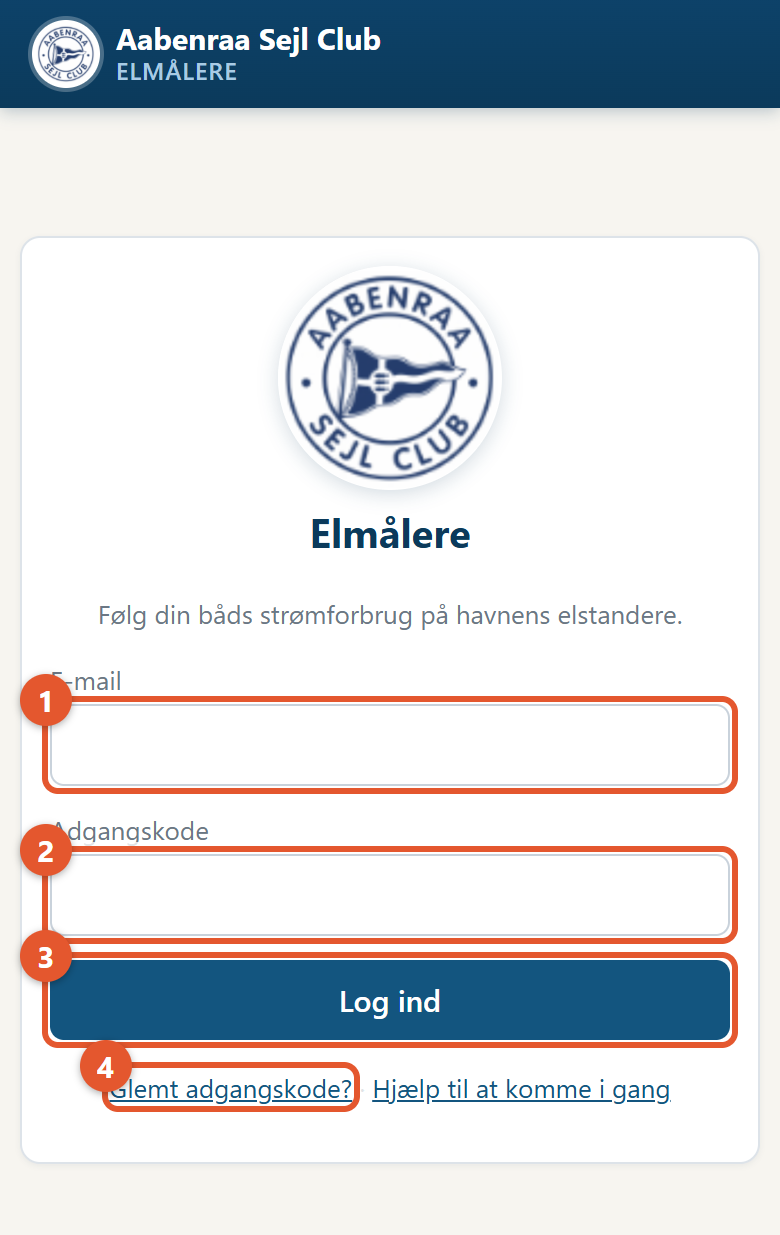 Aabenraa Sejl Club
ELMÅLERE
AABENRAA
SEJL CLUB
Elmålere
Følg din båds strømforbrug på havnens elstandere.
E-mail
1
Adgangskode
2
3
Log ind
4
Glemt adgangskode? Hjælp til at komme i gang